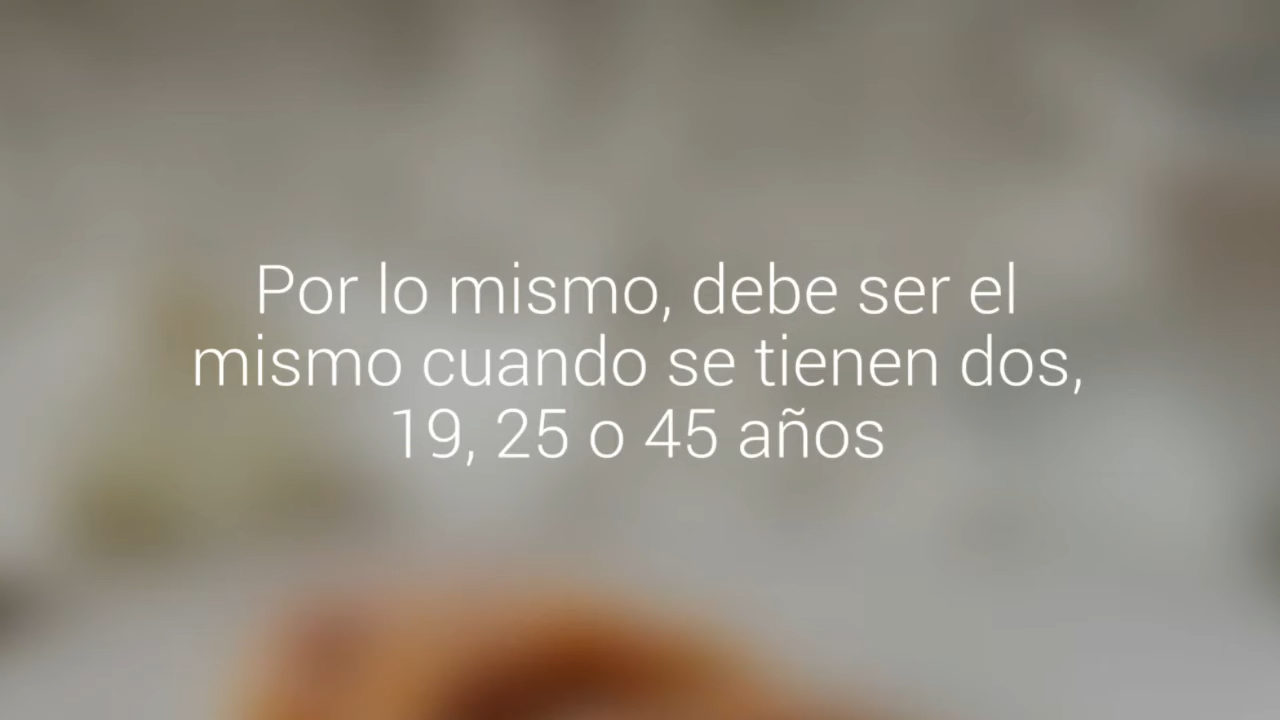 Por lo mismo, debe ser el
mismo cuando se tienen dos,
19, 25 o 45 años